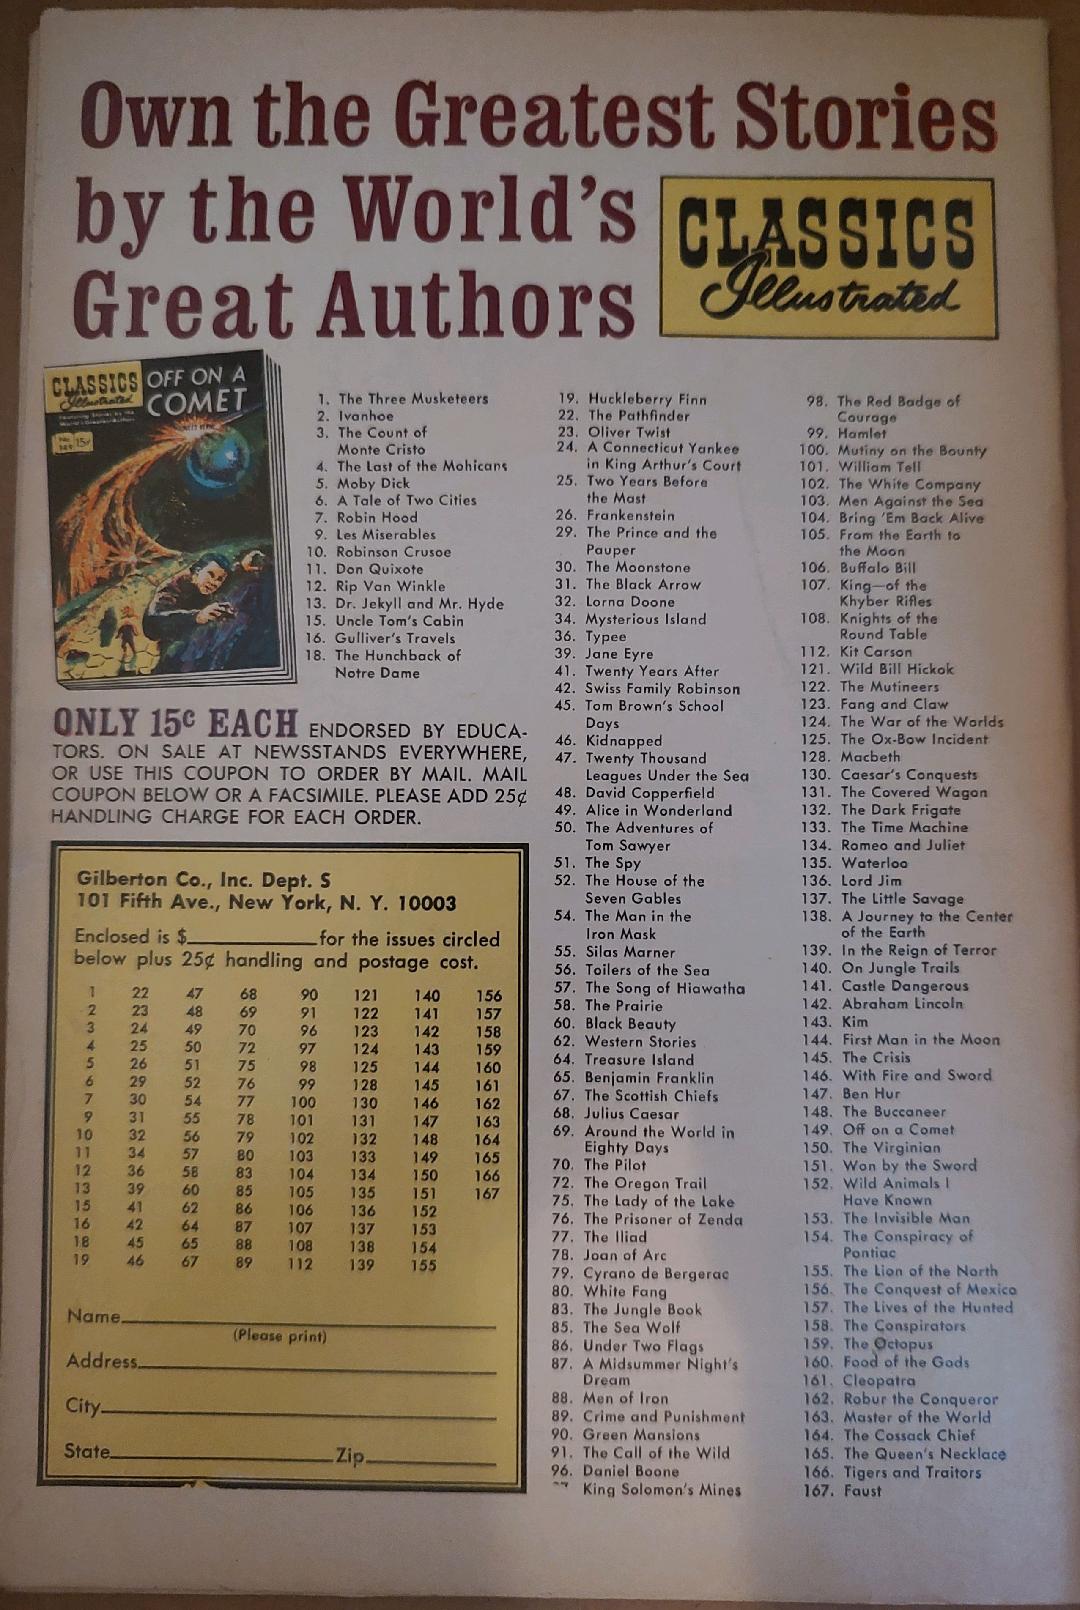 Own the Greatest Stories
by the World's
Great Authors
CLASSICS
Illustrated
CLASSICS
Illustrated
OFF ON A
COMET
No.
149
15¢
1. The Three Musketeers
2. Ivanhoe
3. The Count of
Monte Cristo
4. The Last of the Mohicans
5. Moby Dick
6. A Tale of Two Cities
7. Robin Hood
9. Les Miserables
10. Robinson Crusoe
11. Don Quixote
12. Rip Van Winkle
13. Dr. Jekyll and Mr. Hyde
15. Uncle Tom's Cabin
16. Gulliver's Travels
18. The Hunchback of
Notre Dame
ONLY 15¢ EACH ENDORSED BY EDUCA-
TORS. ON SALE AT NEWSSTANDS EVERYWHERE,
OR USE THIS COUPON TO ORDER BY MAIL. MAIL
COUPON BELOW OR A FACSIMILE. PLEASE ADD 25¢
HANDLING CHARGE FOR EACH ORDER.
Gilberton Co., Inc. Dept. S
101 Fifth Ave., New York, N. Y. 10003
Enclosed is $____________for the issues circled
below plus 25¢ handling and postage cost.
1 22 47 68 90 121 140 156
2 23 48 69 91 122 141 157
3 24 49 70 96 123 142 158
4 25 50 72 97 124 143 159
5 26 51 75 98 125 144 160
6 29 52 76 99 128 145 161
7 30 54 77 100 130 146 162
9 31 55 78 101 131 147 163
10 32 56 79 102 132 148 164
11 34 57 80 103 133 149 165
12 36 58 83 104 134 150 166
13 39 60 85 105 135 151 167
15 41 62 86 106 136 152
16 42 64 87 107 137 153
18 45 65 88 108 138 154
19 46 67 89 112 139 155
Name
(Please print)
Address
City
State Zip
19. Huckleberry Finn
22. The Pathfinder
23. Oliver Twist
24. A Connecticut Yankee
in King Arthur's Court
25. Two Years Before
the Mast
26. Frankenstein
29. The Prince and the
Pauper
30. The Moonstone
31. The Black Arrow
32. Lorna Doone
34. Mysterious Island
36. Typee
39. Jane Eyre
41. Twenty Years After
42. Swiss Family Robinson
45. Tom Brown's School
Days
46. Kidnapped
47. Twenty Thousand
Leagues Under the Sea
48. David Copperfield
49. Alice in Wonderland
50. The Adventures of
Tom Sawyer
51. The Spy
52. The House of the
Seven Gables
54. The Man in the
Iron Mask
55. Silas Marner
56. Toilers of the Sea
57. The Song of Hiawatha
58. The Prairie
60. Black Beauty
62. Western Stories
64. Treasure Island
65. Benjamin Franklin
67. The Scottish Chiefs
68. Julius Caesar
69. Around the World in
Eighty Days
70. The Pilot
72. The Oregon Trail
75. The Lady of the Lake
76. The Prisoner of Zenda
77. The Iliad
78. Joan of Arc
79. Cyrano de Bergerac
80. White Fang
83. The Jungle Book
85. The Sea Wolf
86. Under Two Flags
87. A Midsummer Night's
Dream
88. Men of Iron
89. Crime and Punishment
90. Green Mansions
91. The Call of the Wild
96. Daniel Boone
King Solomon's Mines
98. The Red Badge of
Courage
99. Hamlet
100. Mutiny on the Bounty
101. William Tell
102. The White Company
103. Men Against the Sea
104. Bring 'Em Back Alive
105. From the Earth to
the Moon
106. Buffalo Bill
107. King—of the
Khyber Rifles
108. Knights of the
Round Table
112. Kit Carson
121. Wild Bill Hickok
122. The Mutineers
123. Fang and Claw
124. The War of the Worlds
125. The Ox-Bow Incident
128. Macbeth
130. Caesar's Conquests
131. The Covered Wagon
132. The Dark Frigate
133. The Time Machine
134. Romeo and Juliet
135. Waterloo
136. Lord Jim
137. The Little Savage
138. A Journey to the Center
of the Earth
139. In the Reign of Terror
140. On Jungle Trails
141. Castle Dangerous
142. Abraham Lincoln
143. Kim
144. First Man in the Moon
145. The Crisis
146. With Fire and Sword
147. Ben Hur
148. The Buccaneer
149. Off on a Comet
150. The Virginian
151. Won by the Sword
152. Wild Animals I
Have Known
153. The Invisible Man
154. The Conspiracy of
Pontiac
155. The Lion of the North
156. The Conquest of Mexico
157. The Lives of the Hunted
158. The Conspirators
159. The Octopus
160. Food of the Gods
161. Cleopatra
162. Robur the Conqueror
163. Master of the World
164. The Cossack Chief
165. The Queen's Necklace
166. Tigers and Traitors
167. Faust